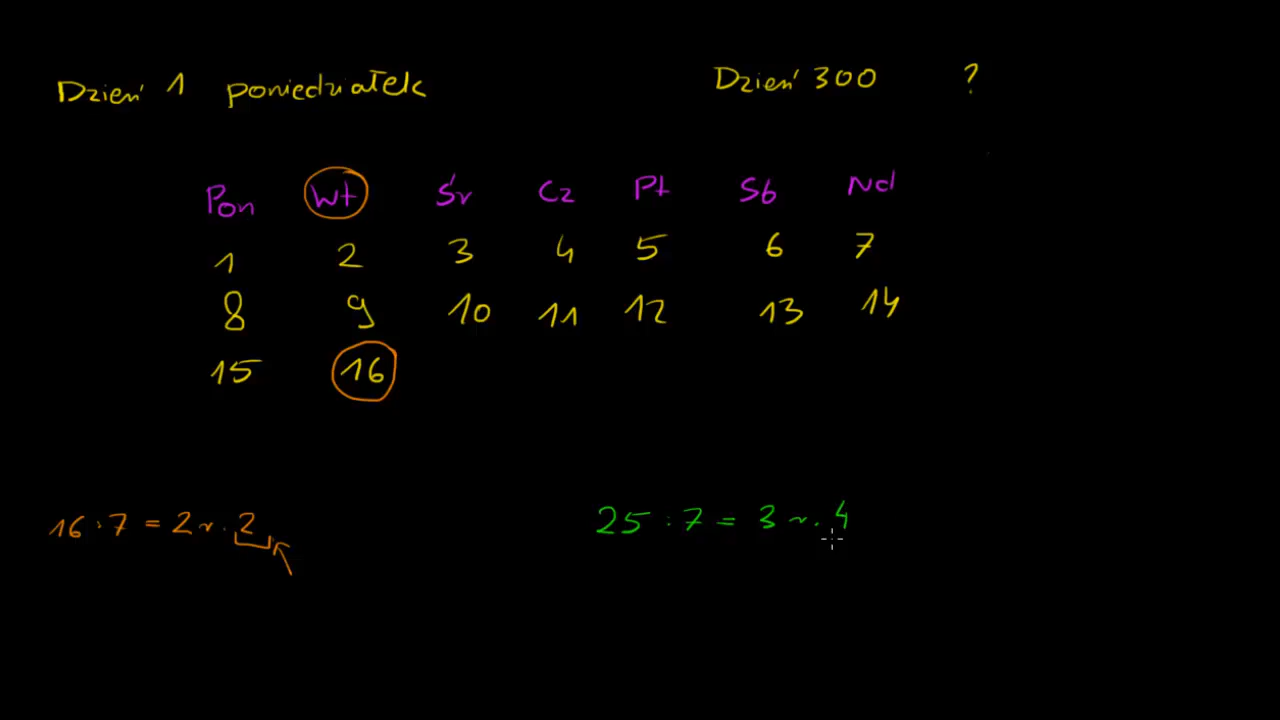 Dzień 1 poniedziałek Dzień 300 ?
Pon Wt Śr Cz Pt Sb Nd
1 2 3 4 5 6 7
8 9 10 11 12 13 14
15 16
16 : 7 = 2 r. 2 25 : 7 = 3 r. 4